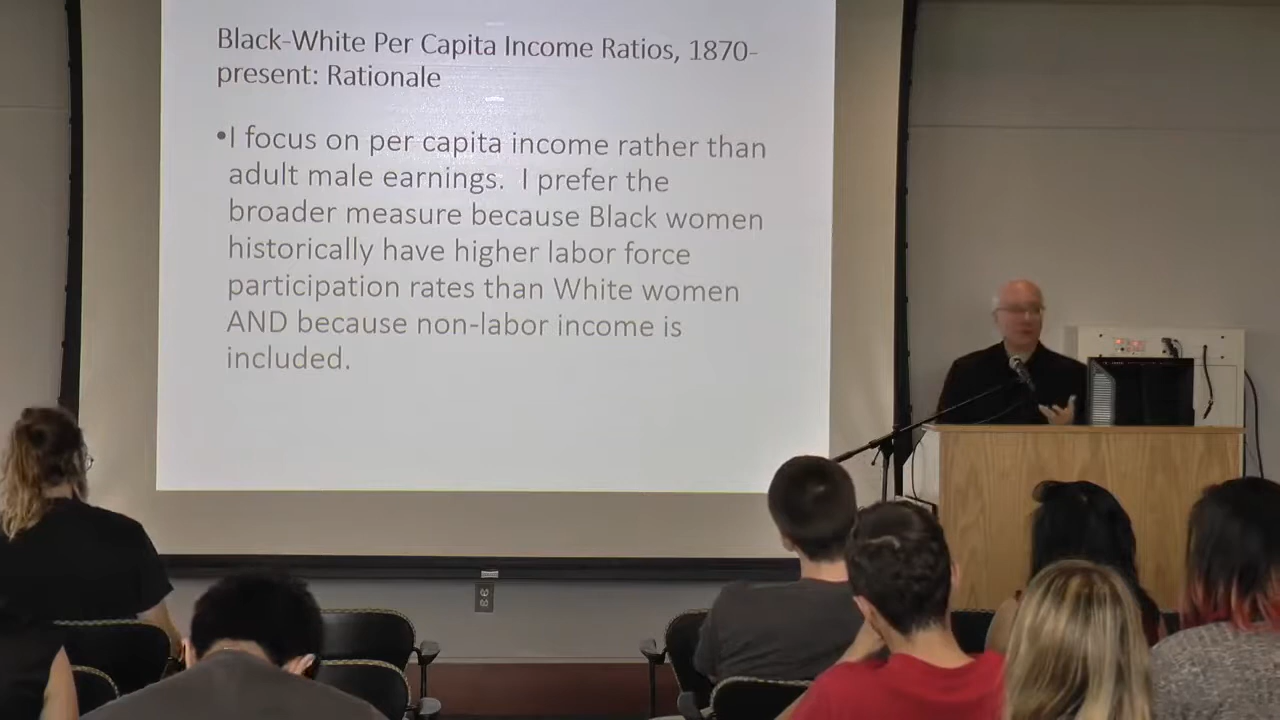 Black-White Per Capita Income Ratios, 1870-
present: Rationale
•I focus on per capita income rather than
adult male earnings.  I prefer the
broader measure because Black women
historically have higher labor force
participation rates than White women
AND because non-labor income is
included.